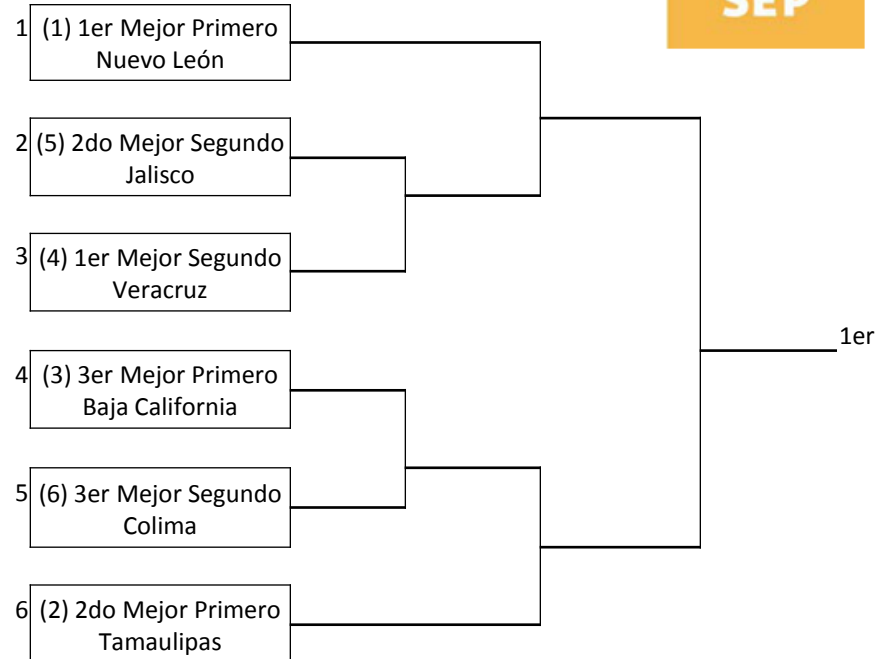 SEP
1 (1) 1er Mejor Primero
Nuevo León
2 (5) 2do Mejor Segundo
Jalisco
3 (4) 1er Mejor Segundo
Veracruz
1er
4 (3) 3er Mejor Primero
Baja California
5 (6) 3er Mejor Segundo
Colima
6 (2) 2do Mejor Primero
Tamaulipas